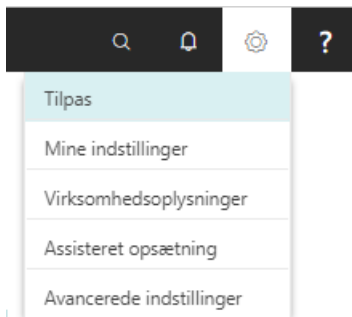 ?
Tilpas
Mine indstillinger
Virksomhedsoplysninger
Assisteret opsætning
Avancerede indstillinger